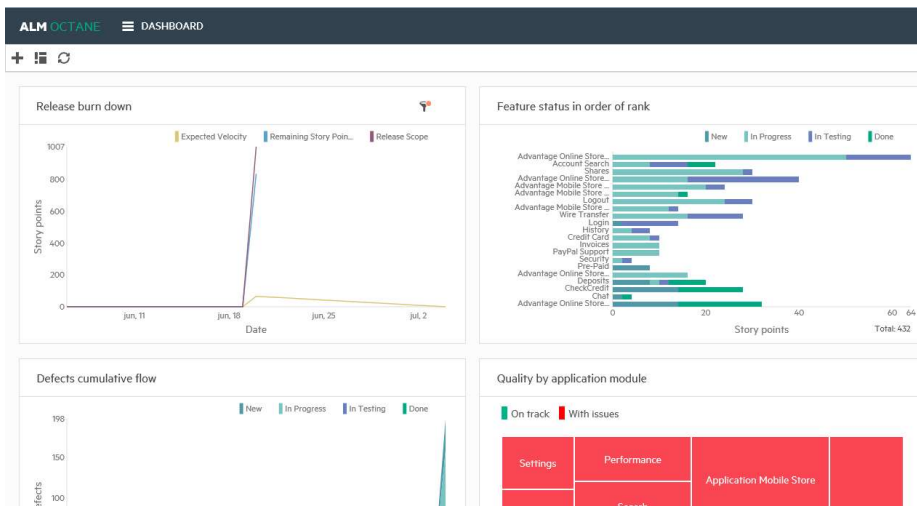 ALM OCTANE DASHBOARD
Release burn down
Expected Velocity Remaining Story Poin... Release Scope
1007
800
600
400
200
0
Story points
jun, 11 jun, 18 jun, 25 jul, 2
Date
Feature status in order of rank
New In Progress In Testing Done
Advantage Online Store...
Account Search
Shares
Advantage Online Store...
Advantage Mobile Store ...
Advantage Mobile Store ...
Logout
Advantage Mobile Store ...
Wire Transfer
Login
History
Credit Card
Invoices
PayPal Support
Security
Pre-Paid
Advantage Online Store...
Deposits
CheckCredit
Chat
Advantage Online Store...
0 20 40 60 64
Story points
Total: 432
Defects cumulative flow
New In Progress In Testing Done
198
150
100
Quality by application module
On track With issues
Settings
Performance
Application Mobile Store